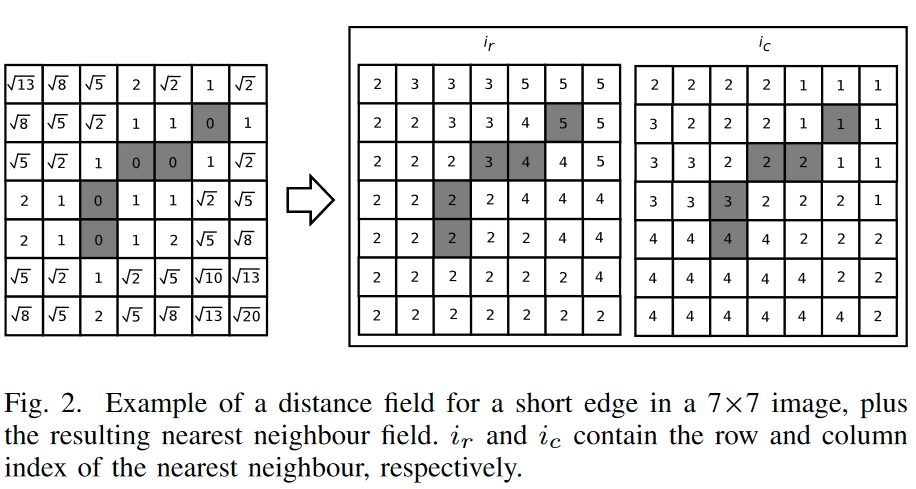 √13 √8 √5 2 √2 1 √2
√8 √5 √2 1 1 0 1
√5 √2 1 0 0 1 √2
2 1 0 1 1 √2 √5
2 1 0 1 2 √5 √8
√5 √2 1 √2 √5 √10 √13
√8 √5 2 √5 √8 √13 √20
i_r
2 3 3 3 5 5 5
2 2 3 3 4 5 5
2 2 2 3 4 4 5
2 2 2 2 4 4 4
2 2 2 2 2 4 4
2 2 2 2 2 2 4
2 2 2 2 2 2 2
i_c
2 2 2 2 1 1 1
3 2 2 2 1 1 1
3 3 2 2 2 1 1
3 3 3 2 2 2 1
4 4 4 4 2 2 2
4 4 4 4 4 2 2
4 4 4 4 4 4 2
Fig. 2. Example of a distance field for a short edge in a 7×7 image, plus
the resulting nearest neighbour field. i_r and i_c contain the row and column
index of the nearest neighbour, respectively.